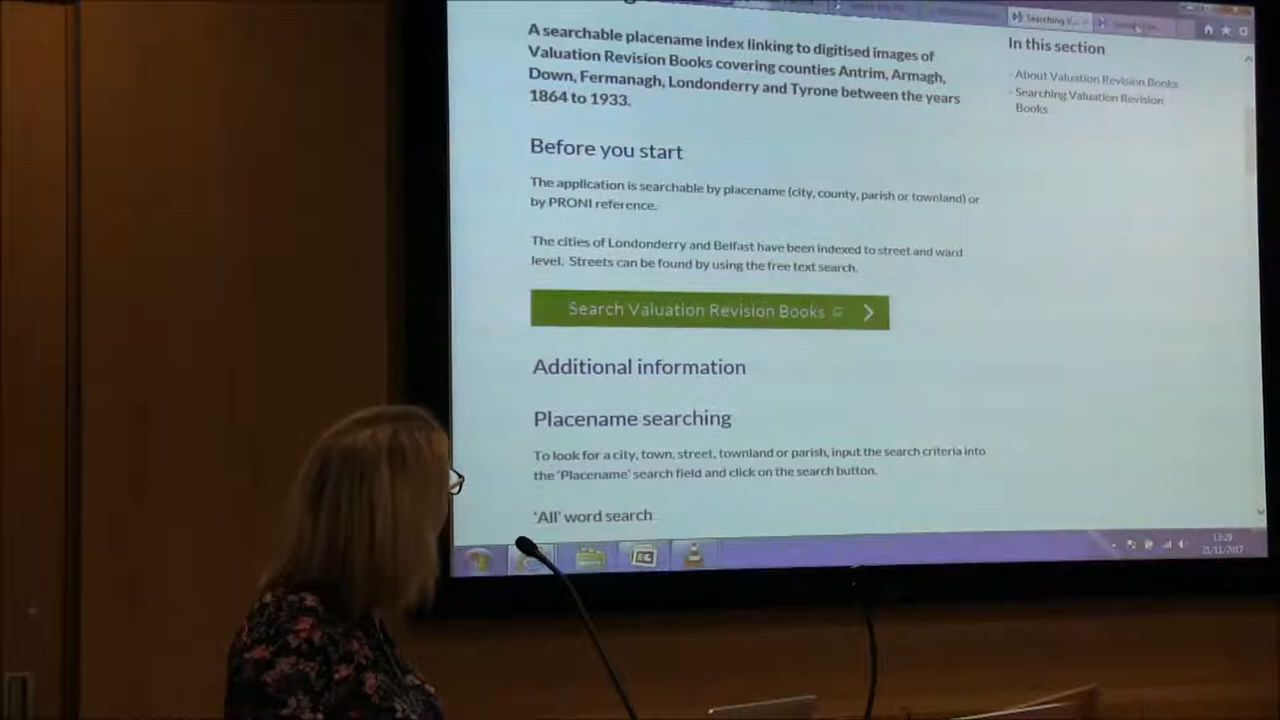 Searching V...
A searchable placename index linking to digitised images of
Valuation Revision Books covering counties Antrim, Armagh,
Down, Fermanagh, Londonderry and Tyrone between the years
1864 to 1933.
In this section
- About Valuation Revision Books
- Searching Valuation Revision
Books
Before you start
The application is searchable by placename (city, county, parish or townland) or
by PRONI reference.
The cities of Londonderry and Belfast have been indexed to street and ward
level. Streets can be found by using the free text search.
Search Valuation Revision Books
Additional information
Placename searching
To look for a city, town, street, townland or parish, input the search criteria into
the 'Placename' search field and click on the search button.
'All' word search
13:29
21/11/2017